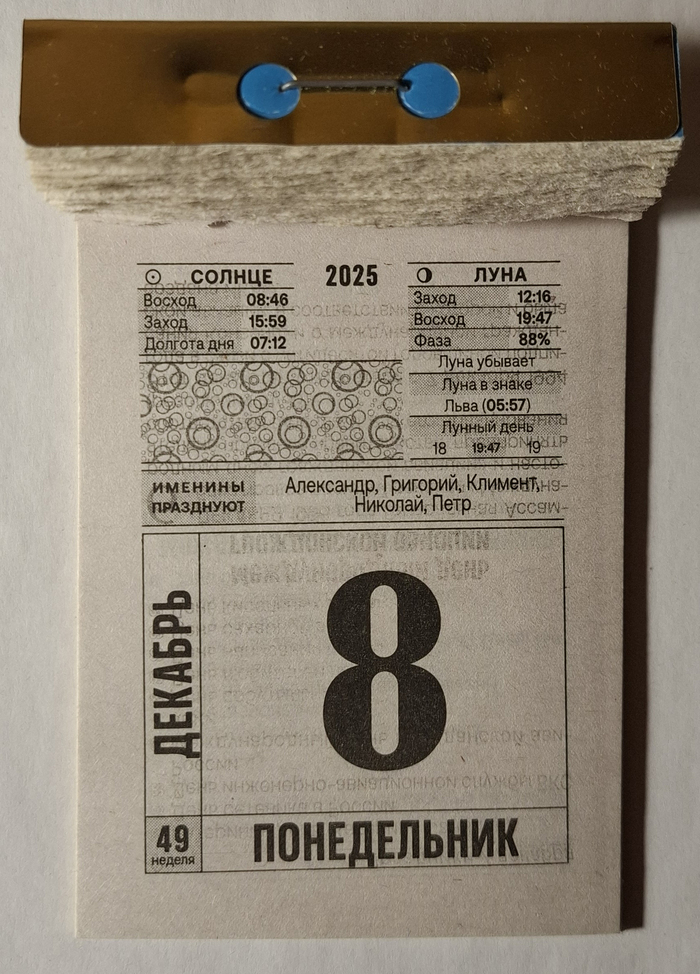 СОЛНЦЕ
Восход 08:46
Заход 15:59
Долгота дня 07:12
2025
ЛУНА
Заход 12:16
Восход 19:47
Фаза 88%
Луна убывает
Луна в знаке
Льва (05:57)
Лунный день
18 19:47 19
ИМЕНИНЫ
ПРАЗДНУЮТ
Александр, Григорий, Климент,
Николай, Петр
ДЕКАБРЬ
8
49
неделя
ПОНЕДЕЛЬНИК